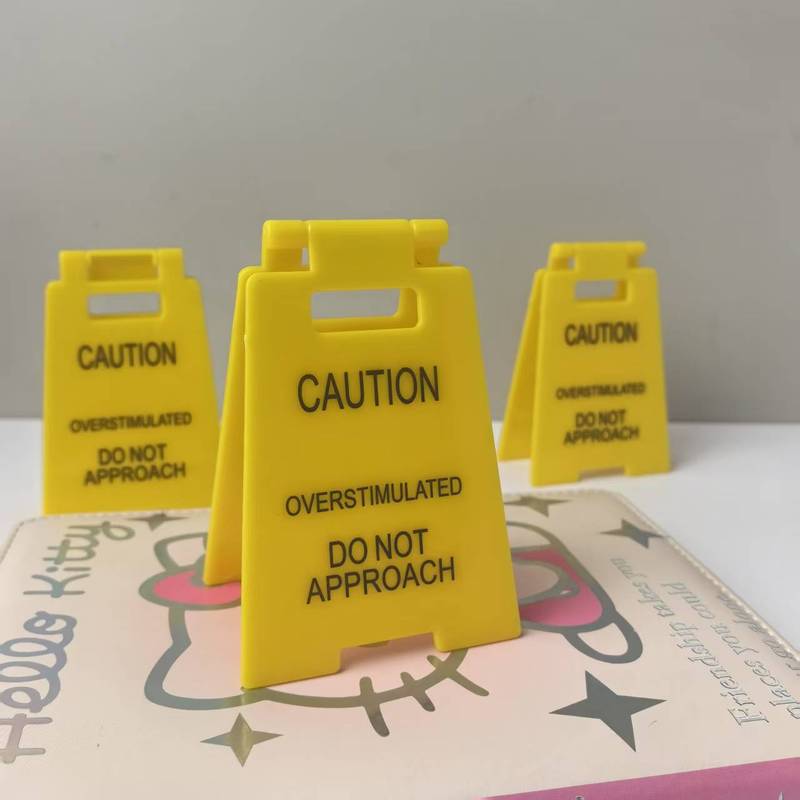 CAUTION
OVERSTIMULATED
DO NOT
APPROACH
CAUTION
OVERSTIMULATED
DO NOT
APPROACH
CAUTION
OVERSTIMULATED
DO NOT
APPROACH
Hello Kitty
Friendship takes you
places you could